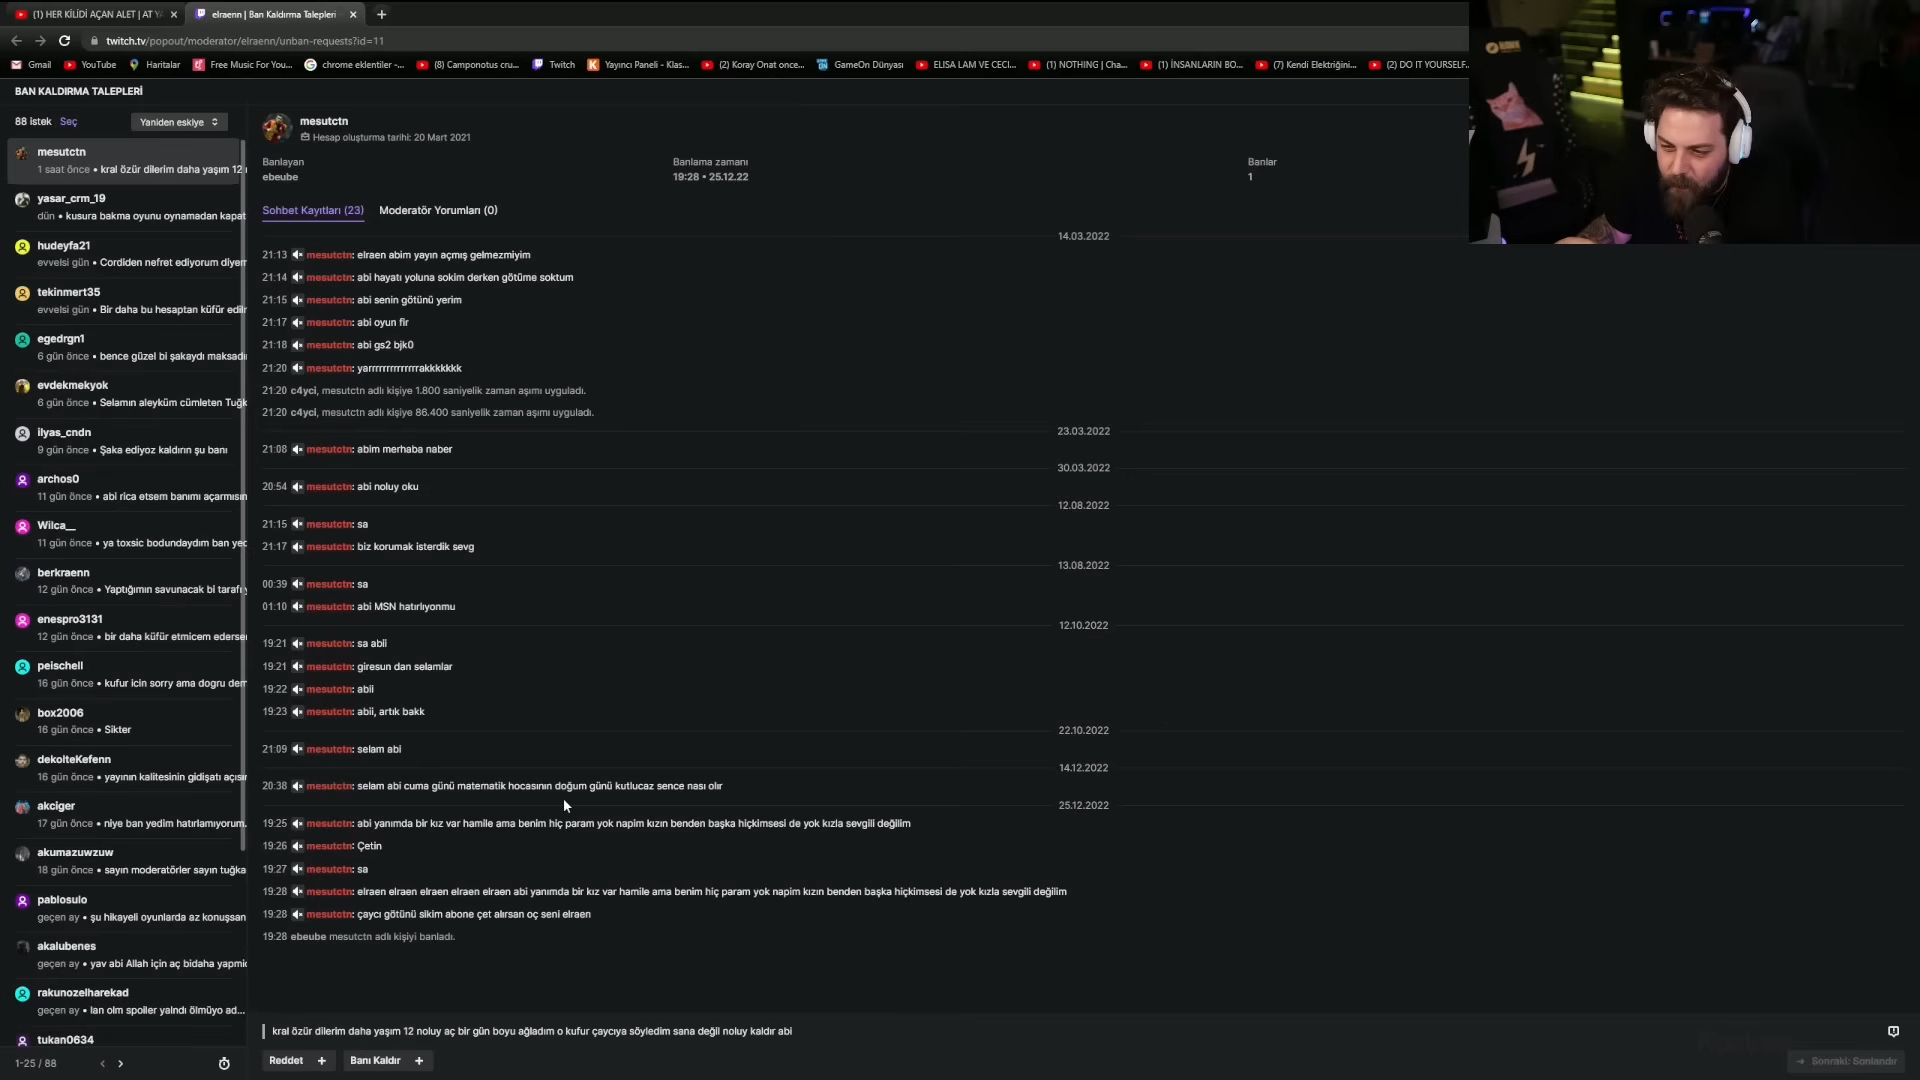 (1) HER KİLİDİ AÇAN ALET | AT YA
elraenn | Ban Kaldırma Talepleri
twitch.tv/popout/moderator/elraenn/unban-requests?id=11
Gmail YouTube Haritalar Free Music For You... chrome eklentiler -... (8) Camponotus cru... Twitch Yayıncı Paneli - Klas... (2) Koray Onat once... GameOn Dünyası ELISA LAM VE CECI... (1) NOTHING | Cha... (1) İNSANLARIN BO... (7) Kendi Elektriğini... (2) DO IT YOURSELF...
BAN KALDIRMA TALEPLERİ
88 istek Seç Yaniden eskiye
mesutctn
1 saat önce • kral özür dilerim daha yaşım 12
yasar_crm_19
dün • kusura bakma oyunu oynamadan kapat
hudeyfa21
evvelsi gün • Cordiden nefret ediyorum diyem
tekinmert35
evvelsi gün • Bir daha bu hesaptan küfür edilm
egedrgn1
6 gün önce • bence güzel bi şakaydı maksadı
evdekmekyok
6 gün önce • Selamın aleyküm cümleten Tuğk
ilyas_cndn
9 gün önce • Şaka ediyoz kaldırın şu banı
archos0
11 gün önce • abi rica etsem banımı açarmısın
Wilca__
11 gün önce • ya toxsic bodundaydım ban yed
berkraenn
12 gün önce • Yaptığımın savunacak bi tarafı y
enespro3131
12 gün önce • bir daha küfür etmicem ederse
peischell
16 gün önce • kufur icin sorry ama dogru dem
box2006
16 gün önce • Sikter
dekolteKefenn
16 gün önce • yayının kalitesinin gidişatı açısı
akciger
17 gün önce • niye ban yedim hatırlamıyorum.
akumazuwzuw
18 gün önce • sayın moderatörler sayın tuğka
pablosulo
geçen ay • şu hikayeli oyunlarda az konuşsan
akalubenes
geçen ay • yav abi Allah için aç bidaha yapmic
rakunozelharekad
geçen ay • lan olm spoiler yalndı ölmüyo ad...
tukan0634
1-25 / 88
mesutctn
Hesap oluşturma tarihi: 20 Mart 2021
Banlayan Banlama zamanı Banlar
ebeube 19:28 • 25.12.22 1
Sohbet Kayıtları (23) Moderatör Yorumları (0)
14.03.2022
21:13 mesutctn: elraen abim yayın açmış gelmezmiyim
21:14 mesutctn: abi hayatı yoluna sokim derken götüme soktum
21:15 mesutctn: abi senin götünü yerim
21:17 mesutctn: abi oyun fir
21:18 mesutctn: abi gs2 bjk0
21:20 mesutctn: yarrrrrrrrrrrrrrakkkkkkk
21:20 c4yci, mesutctn adlı kişiye 1.800 saniyelik zaman aşımı uyguladı.
21:20 c4yci, mesutctn adlı kişiye 86.400 saniyelik zaman aşımı uyguladı.
23.03.2022
21:08 mesutctn: abim merhaba naber
30.03.2022
20:54 mesutctn: abi noluy oku
12.08.2022
21:15 mesutctn: sa
21:17 mesutctn: biz korumak isterdik sevg
13.08.2022
00:39 mesutctn: sa
01:10 mesutctn: abi MSN hatırlıyonmu
12.10.2022
19:21 mesutctn: sa abii
19:21 mesutctn: giresun dan selamlar
19:22 mesutctn: abii
19:23 mesutctn: abii, artık bakk
22.10.2022
21:09 mesutctn: selam abi
14.12.2022
20:38 mesutctn: selam abi cuma günü matematik hocasının doğum günü kutlucaz sence nası olır
25.12.2022
19:25 mesutctn: abi yanımda bir kız var hamile ama benim hiç param yok napim kızın benden başka hiçkimsesi de yok kızla sevgili değilim
19:26 mesutctn: Çetin
19:27 mesutctn: sa
19:28 mesutctn: elraen elraen elraen elraen elraen abi yanımda bir kız var hamile ama benim hiç param yok napim kızın benden başka hiçkimsesi de yok kızla sevgili değilim
19:28 mesutctn: çaycı götünü sikim abone çet alırsan oç seni elraen
19:28 ebeube mesutctn adlı kişiyi banladı.
kral özür dilerim daha yaşım 12 noluy aç bir gün boyu ağladım o kufur çaycıya söyledim sana değil noluy kaldır abi
Reddet + Banı Kaldır +
Sonraki: Sonlandır